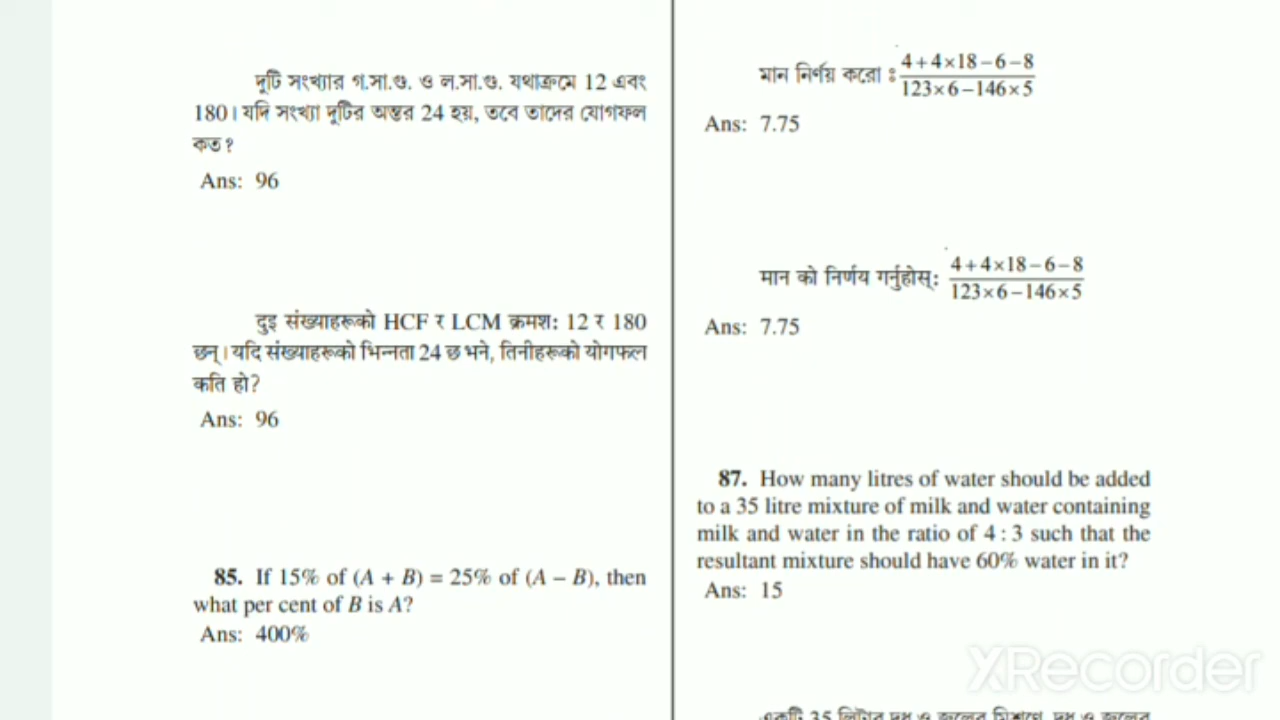 দুটি সংখ্যার গ.সা.গু. ও ল.সা.গু. যথাক্রমে 12 এবং
180। যদি সংখ্যা দুটির অন্তর 24 হয়, তবে তাদের যোগফল
কত?
Ans: 96
दुइ संख्याहरूको HCF र LCM क्रमश: 12 र 180
छन्। यदि संख्याहरूको भिन्नता 24 छ भने, तिनीहरूको योगफल
कति हो?
Ans: 96
85. If 15% of (A + B) = 25% of (A – B), then
what per cent of B is A?
Ans: 400%
মান নির্ণয় করো : 4+4×18–6–8
123×6–146×5
Ans: 7.75
मान को निर्णय गर्नुहोस्: 4+4×18–6–8
123×6–146×5
Ans: 7.75
87. How many litres of water should be added
to a 35 litre mixture of milk and water containing
milk and water in the ratio of 4 : 3 such that the
resultant mixture should have 60% water in it?
Ans: 15
একটি 35 লিটার দুধ ও জলের মিশ্রণে, দুধ ও জলের
XRecorder